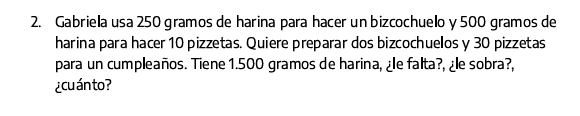 2. Gabriela usa 250 gramos de harina para hacer un bizcochuelo y 500 gramos de
harina para hacer 10 pizzetas. Quiere preparar dos bizcochuelos y 30 pizzetas
para un cumpleaños. Tiene 1.500 gramos de harina, ¿le falta?, ¿le sobra?,
¿cuánto?